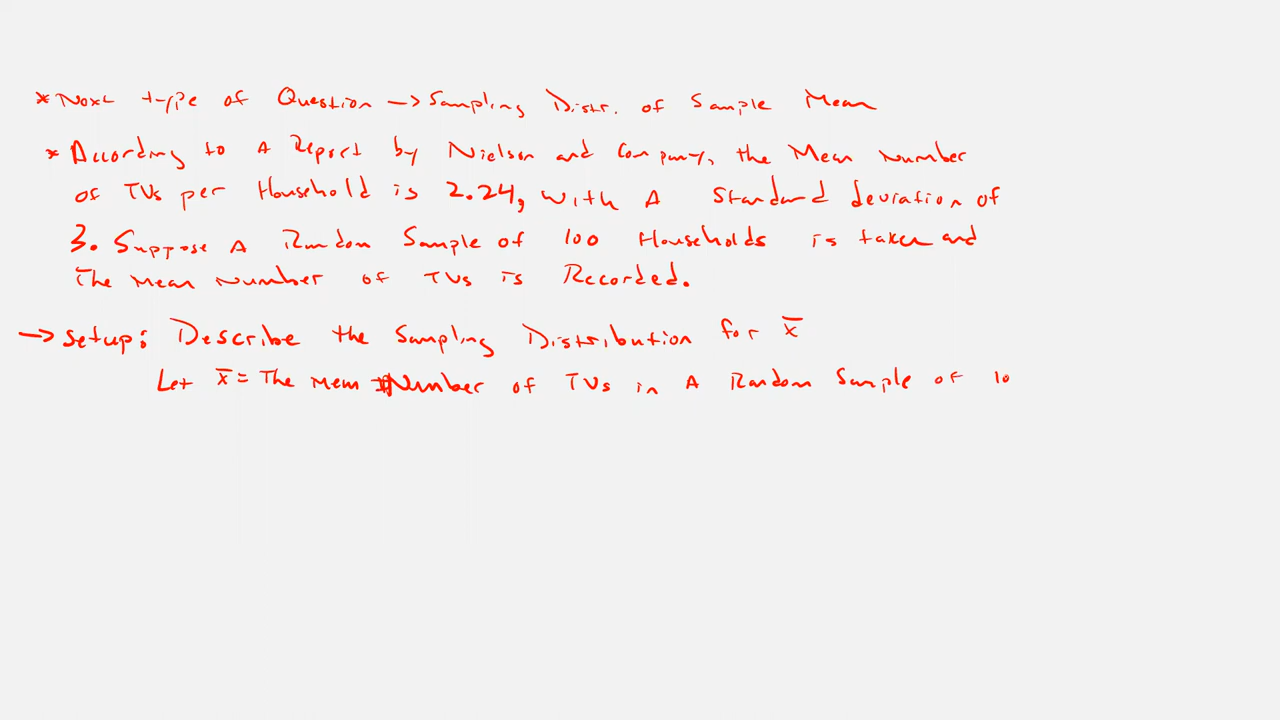 * Next type of Question → Sampling Distr. of Sample Mean
* According to A Report by Nielson and Company, the Mean Number
of TVs per Household is 2.24, with A Standard deviation of
3. Suppose A Random Sample of 100 Households is taken and
The mean Number of TVs is Recorded.
→ Setup: Describe the Sampling Distribution for x̅
Let x̅ = The mean Number of TVs in A Random Sample of 10